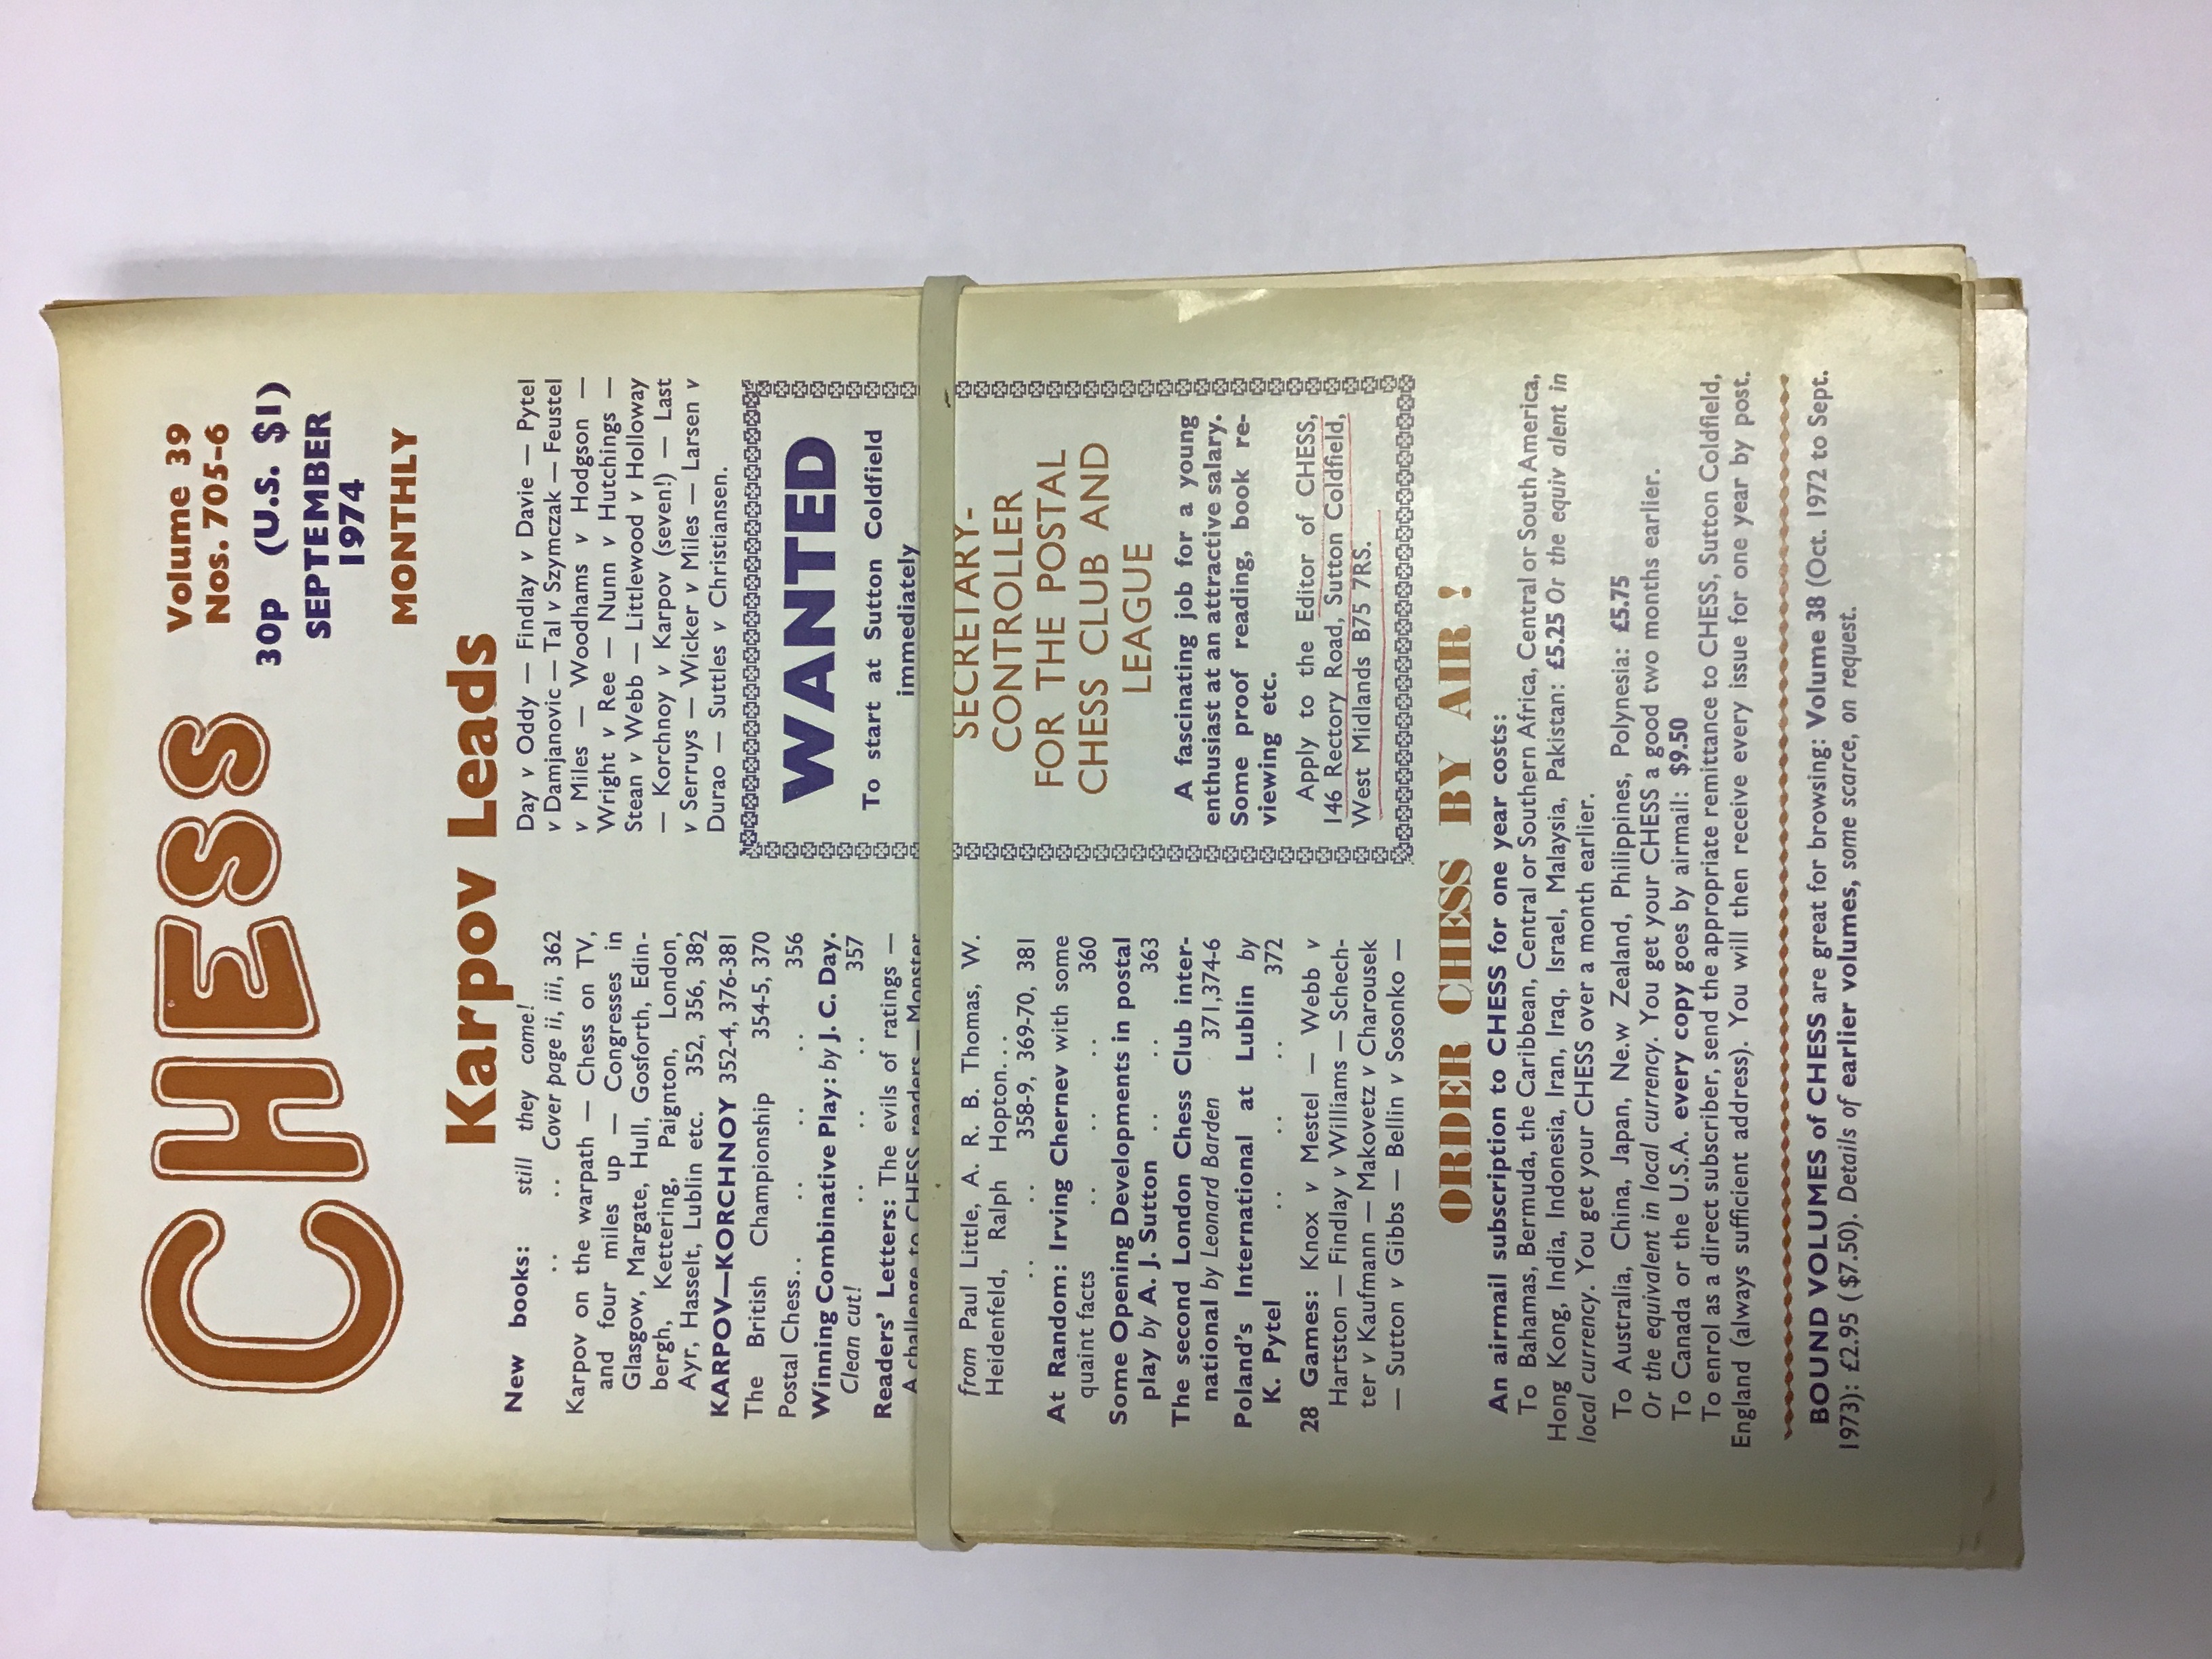 CHESS
Volume 39
Nos. 705-6
30p (U.S. $1)
SEPTEMBER
1974
MONTHLY
Karpov Leads
New books: still they come!
.. .. Cover page ii, iii, 362
Karpov on the warpath — Chess on TV,
and four miles up — Congresses in
Glasgow, Margate, Hull, Gosforth, Edin-
bergh, Kettering, Paignton, London,
Ayr, Hasselt, Lublin etc. 352, 356, 382
KARPOV—KORCHNOY 352-4, 376-381
The British Championship 354-5, 370
Postal Chess.. .. .. .. 356
Winning Combinative Play: by J. C. Day.
Clean cut! .. .. .. 357
Readers' Letters: The evils of ratings —
A challenge to CHESS readers — Monster
from Paul Little, A. R. B. Thomas, W.
Heidenfeld, Ralph Hopton...
.. .. 358-9, 369-70, 381
At Random: Irving Chernev with some
quaint facts .. .. .. 360
Some Opening Developments in postal
play by A. J. Sutton .. .. 363
The second London Chess Club inter-
national by Leonard Barden 371,374-6
Poland's International at Lublin by
K. Pytel .. .. .. 372
28 Games: Knox v Mestel — Webb v
Hartston — Findlay v Williams — Schech-
ter v Kaufmann — Makovetz v Charousek
— Sutton v Gibbs — Bellin v Sosonko —
Day v Oddy — Findlay v Davie — Pytel
v Damjanovic — Tal v Szymczak — Feustel
v Miles — Woodhams v Hodgson —
Wright v Ree — Nunn v Hutchings —
Stean v Webb — Littlewood v Holloway
— Korchnoy v Karpov (seven!) — Last
v Serruys — Wicker v Miles — Larsen v
Durao — Suttles v Christiansen.
WANTED
To start at Sutton Coldfield
immediately
SECRETARY-
CONTROLLER
FOR THE POSTAL
CHESS CLUB AND
LEAGUE
A fascinating job for a young
enthusiast at an attractive salary.
Some proof reading, book re-
viewing etc.
Apply to the Editor of CHESS,
146 Rectory Road, Sutton Coldfield,
West Midlands B75 7RS.
ORDER CHESS BY AIR !
An airmail subscription to CHESS for one year costs:
To Bahamas, Bermuda, the Caribbean, Central or Southern Africa, Central or South America,
Hong Kong, India, Indonesia, Iran, Iraq, Israel, Malaysia, Pakistan: £5.25 Or the equiv alent in
local currency. You get your CHESS over a month earlier.
To Australia, China, Japan, Ne.w Zealand, Philippines, Polynesia: £5.75
Or the equivalent in local currency. You get your CHESS a good two months earlier.
To Canada or the U.S.A. every copy goes by airmail: $9.50
To enrol as a direct subscriber, send the appropriate remittance to CHESS, Sutton Coldfield,
England (always sufficient address). You will then receive every issue for one year by post.
BOUND VOLUMES of CHESS are great for browsing: Volume 38 (Oct. 1972 to Sept.
1973): £2.95 ($7.50). Details of earlier volumes, some scarce, on request.